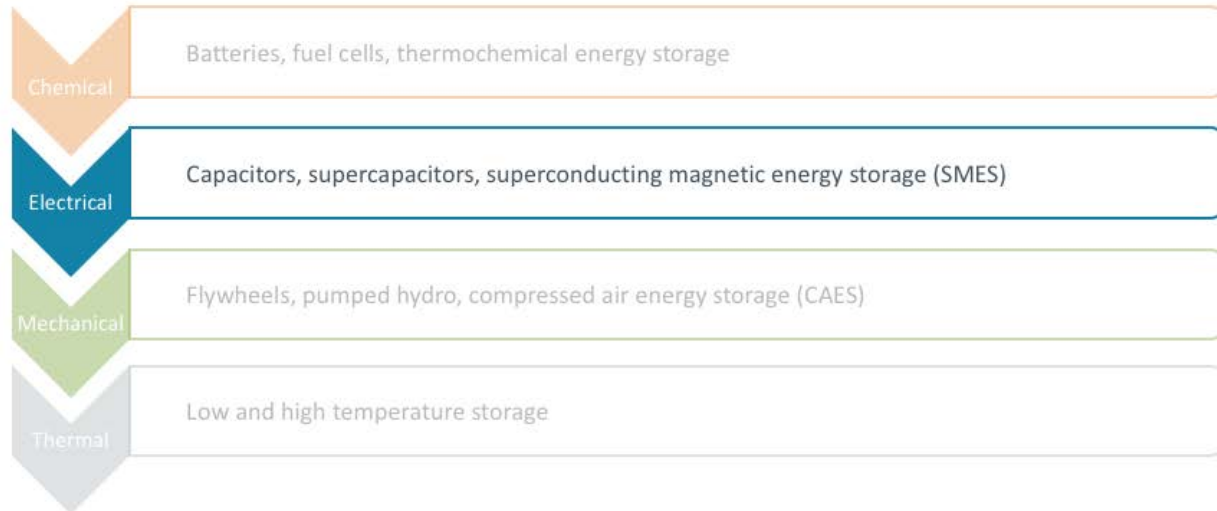 Chemical
Batteries, fuel cells, thermochemical energy storage
Electrical
Capacitors, supercapacitors, superconducting magnetic energy storage (SMES)
Mechanical
Flywheels, pumped hydro, compressed air energy storage (CAES)
Thermal
Low and high temperature storage